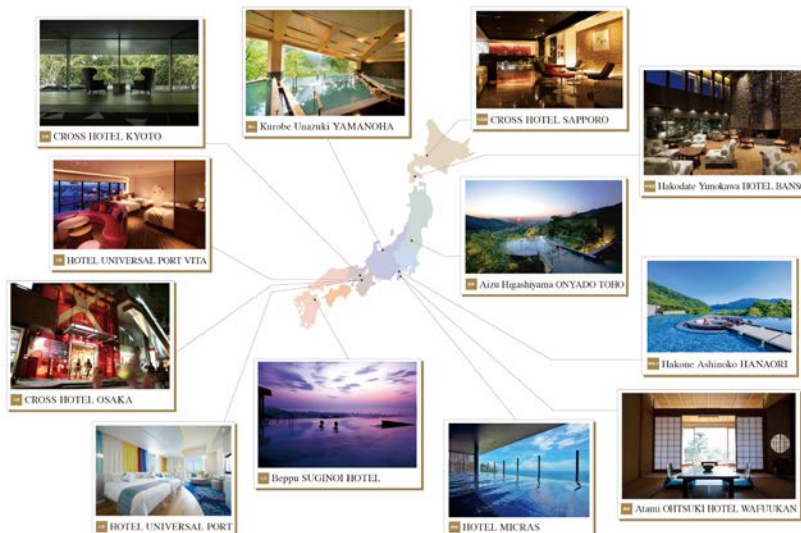 CROSS HOTEL KYOTO
Kurobe Unazuki YAMANOHA
CROSS HOTEL SAPPORO
Hakodate Yunokawa HOTEL BANSO
HOTEL UNIVERSAL PORT VITA
Aizu Higashiyama ONYADO TOHO
Hakone Ashinoko HANAORI
CROSS HOTEL OSAKA
HOTEL UNIVERSAL PORT
Beppu SUGINOI HOTEL
HOTEL MICRAS
Atami OHTSUKI HOTEL WAFUUKAN